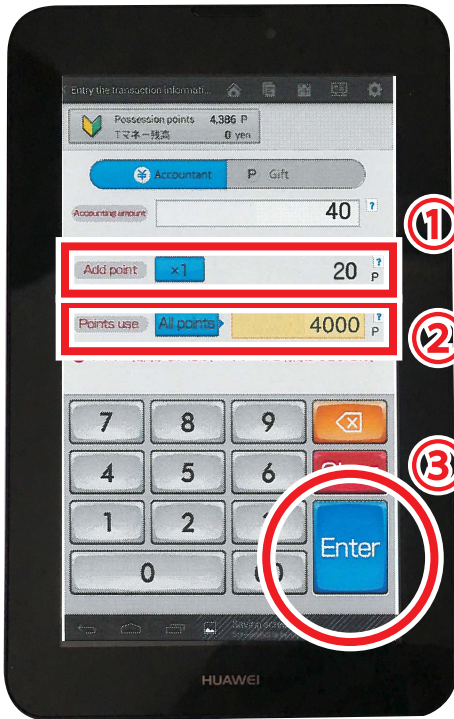 Entry the transaction informati...
Possession points 4,386 P
Tマネー残高 0 yen
¥ Accountant P Gift
Accounting amount 40 ?
①
Add point ×1 20 P ?
Points use All points 4000 P ?
②
7 8 9
4 5 6
③
1 2
Enter
0
Saving
HUAWEI